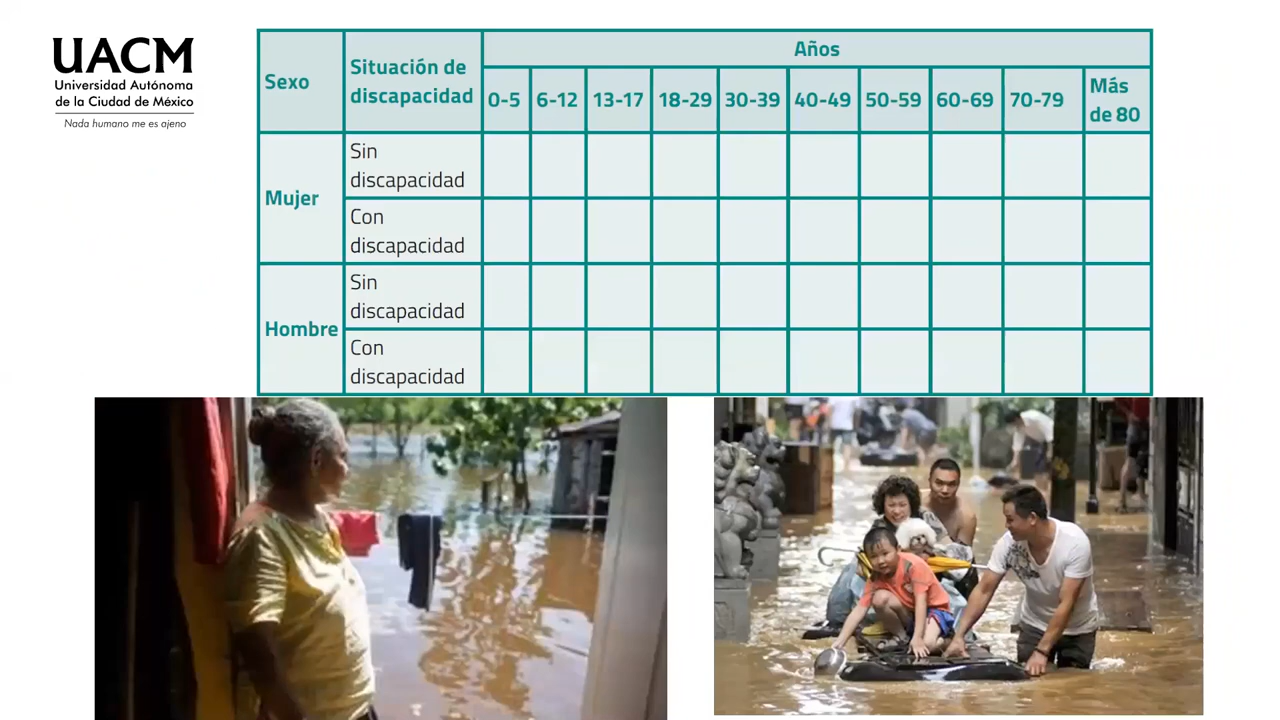 UACM
Universidad Autónoma
de la Ciudad de México
Nada humano me es ajeno
Sexo
Situación de
discapacidad
Años
0-5
6-12
13-17
18-29
30-39
40-49
50-59
60-69
70-79
Más
de 80
Mujer
Sin
discapacidad
Con
discapacidad
Hombre
Sin
discapacidad
Con
discapacidad